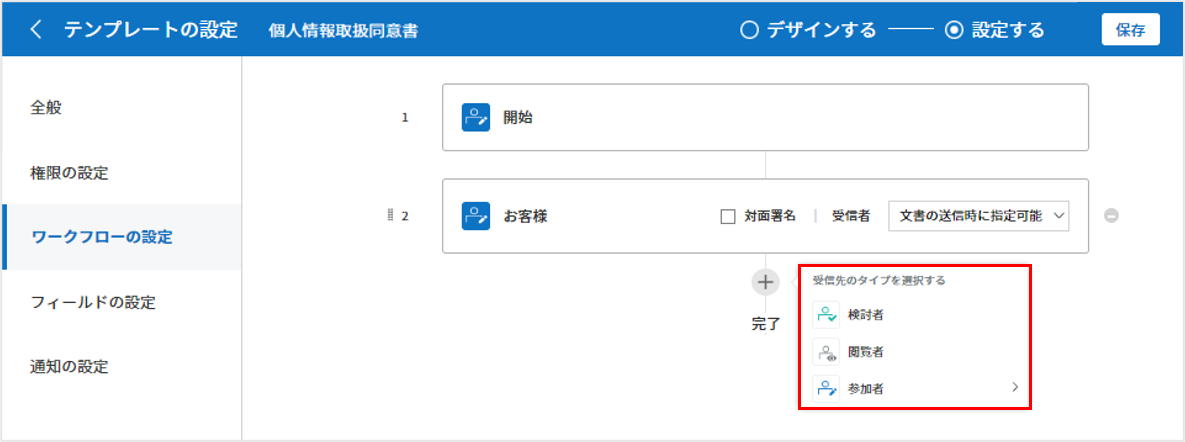 テンプレートの設定 個人情報取扱同意書 デザインする 設定する 保存
全般
権限の設定
ワークフローの設定
フィールドの設定
通知の設定
1 開始
2 お客様 対面署名 受信者 文書の送信時に指定可能
完了
受信先のタイプを選択する
検討者
閲覧者
参加者